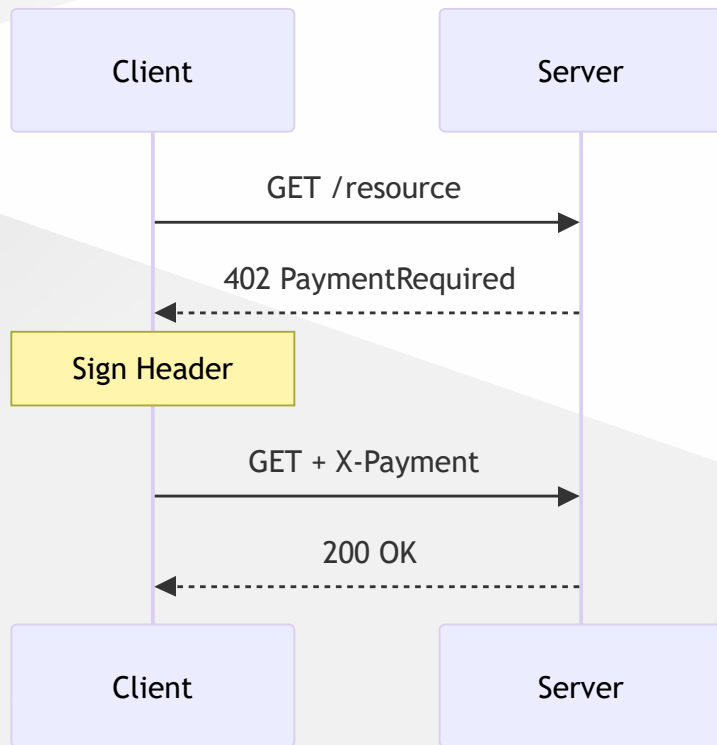 Client
Server
GET /resource
402 PaymentRequired
Sign Header
GET + X-Payment
200 OK
Client
Server